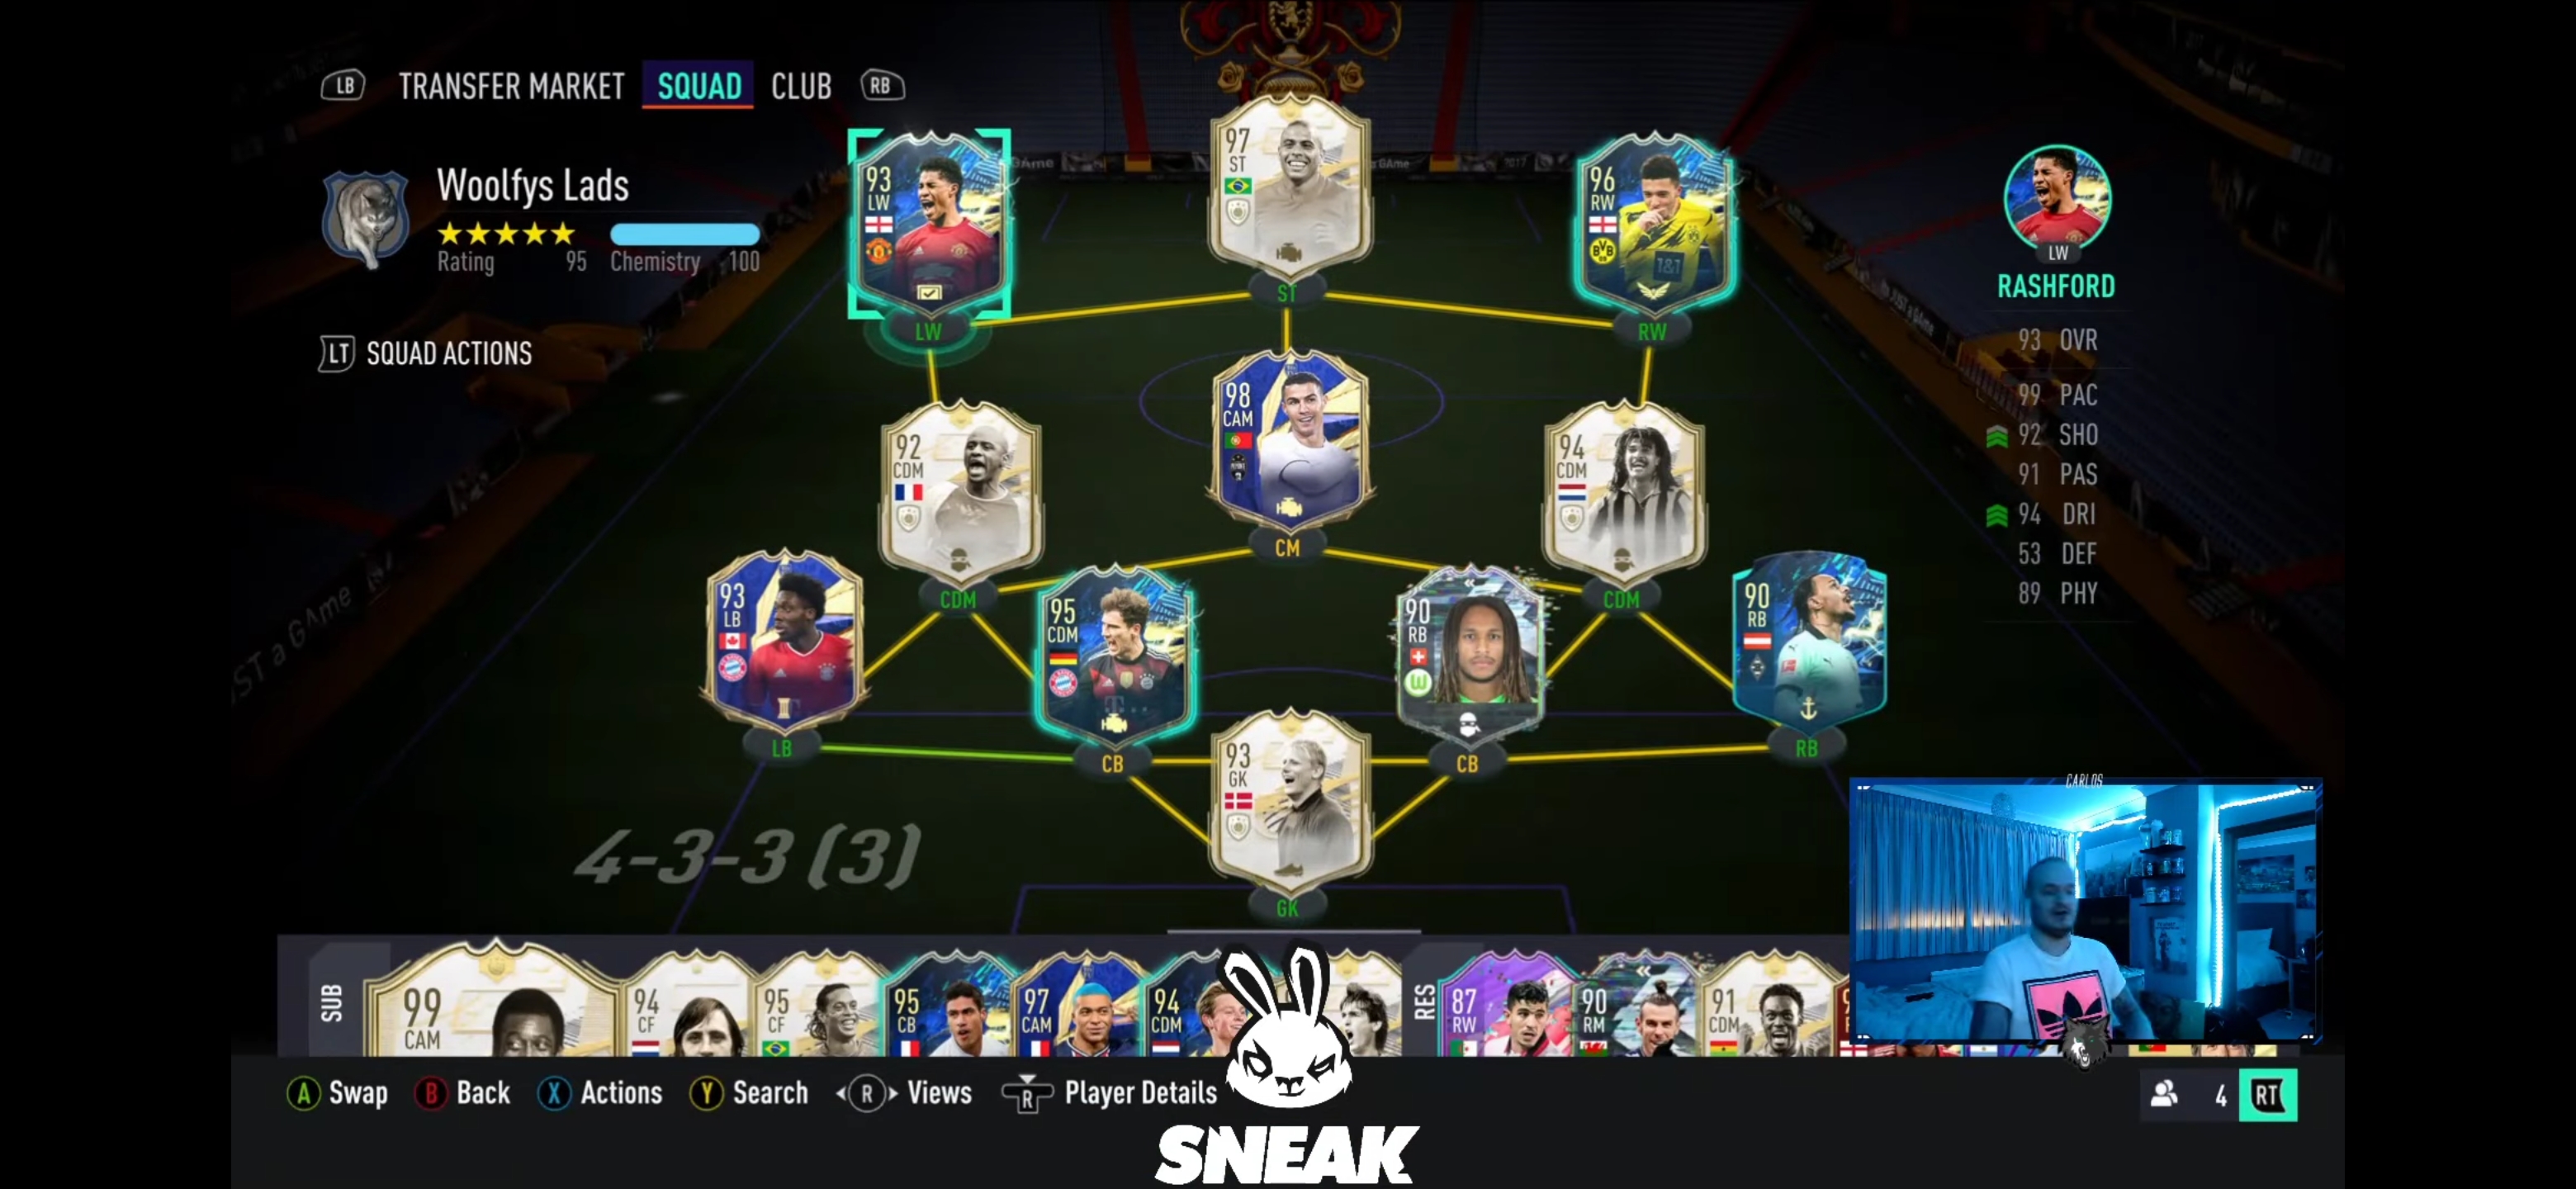 LB TRANSFER MARKET SQUAD CLUB RB
Woolfys Lads
Rating 95 Chemistry 100
LT SQUAD ACTIONS
93
LW
LW
97
ST
ST
96
RW
1&1
RW
92
CDM
CDM
98
CAM
CM
94
CDM
CDM
93
LB
LB
95
CDM
CB
90
RB
CB
90
RB
RB
93
GK
GK
4-3-3 (3)
LW
RASHFORD
93 OVR
99 PAC
92 SHO
91 PAS
94 DRI
53 DEF
89 PHY
CARLOS
SUB
99
CAM
94
CF
95
CF
95
CB
97
CAM
94
CDM
RES
87
RW
90
RM
91
CDM
A Swap B Back X Actions Y Search R Views R Player Details
4 RT
SNEAK